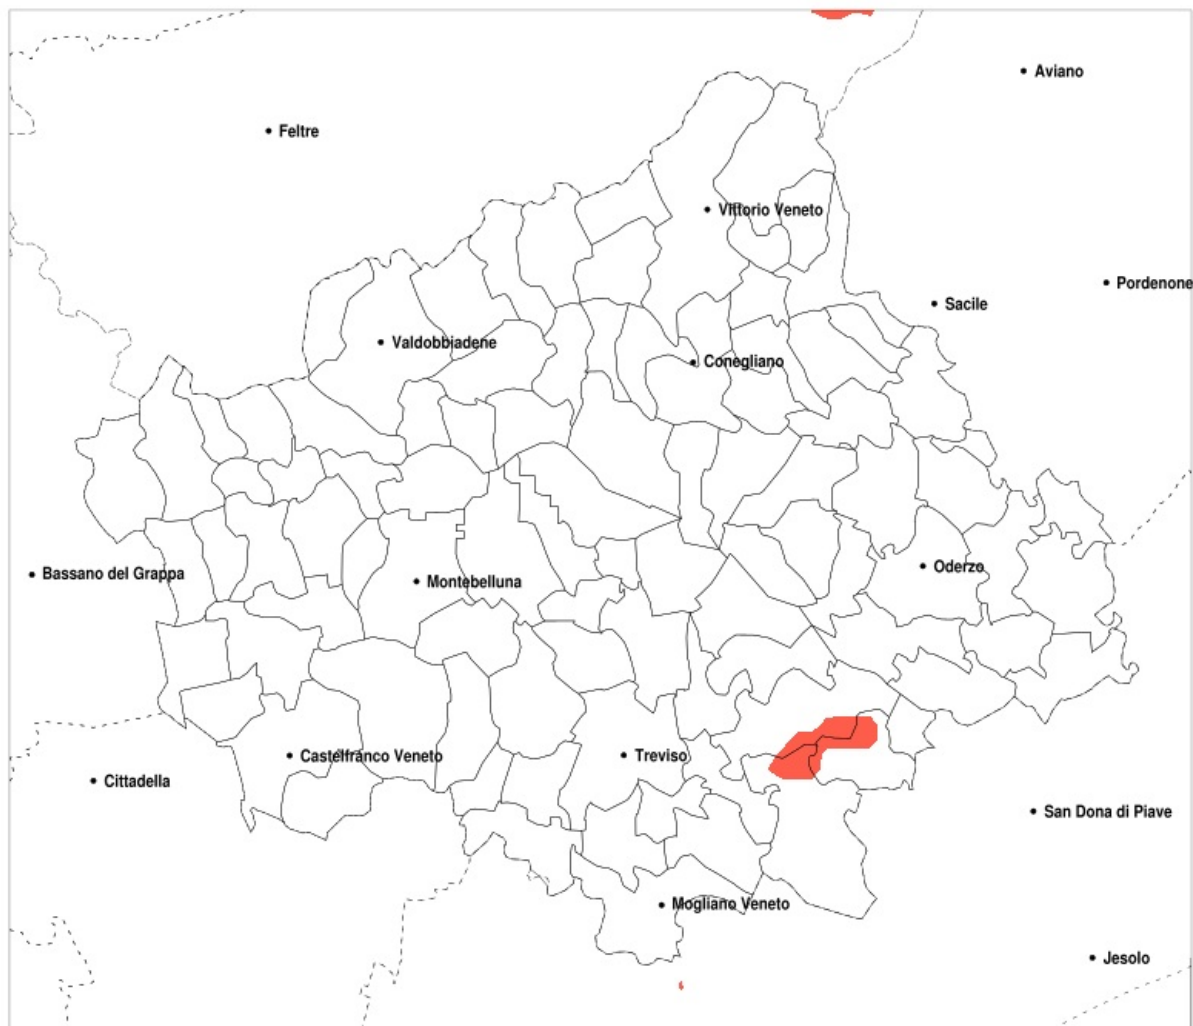 Aviano
Feltre
Vittorio Veneto
Pordenone
Sacile
Valdobbiadene
Conegliano
Oderzo
Bassano del Grappa
Montebelluna
Castelfranco Veneto
Treviso
Cittadella
San Dona di Piave
Mogliano Veneto
Jesolo